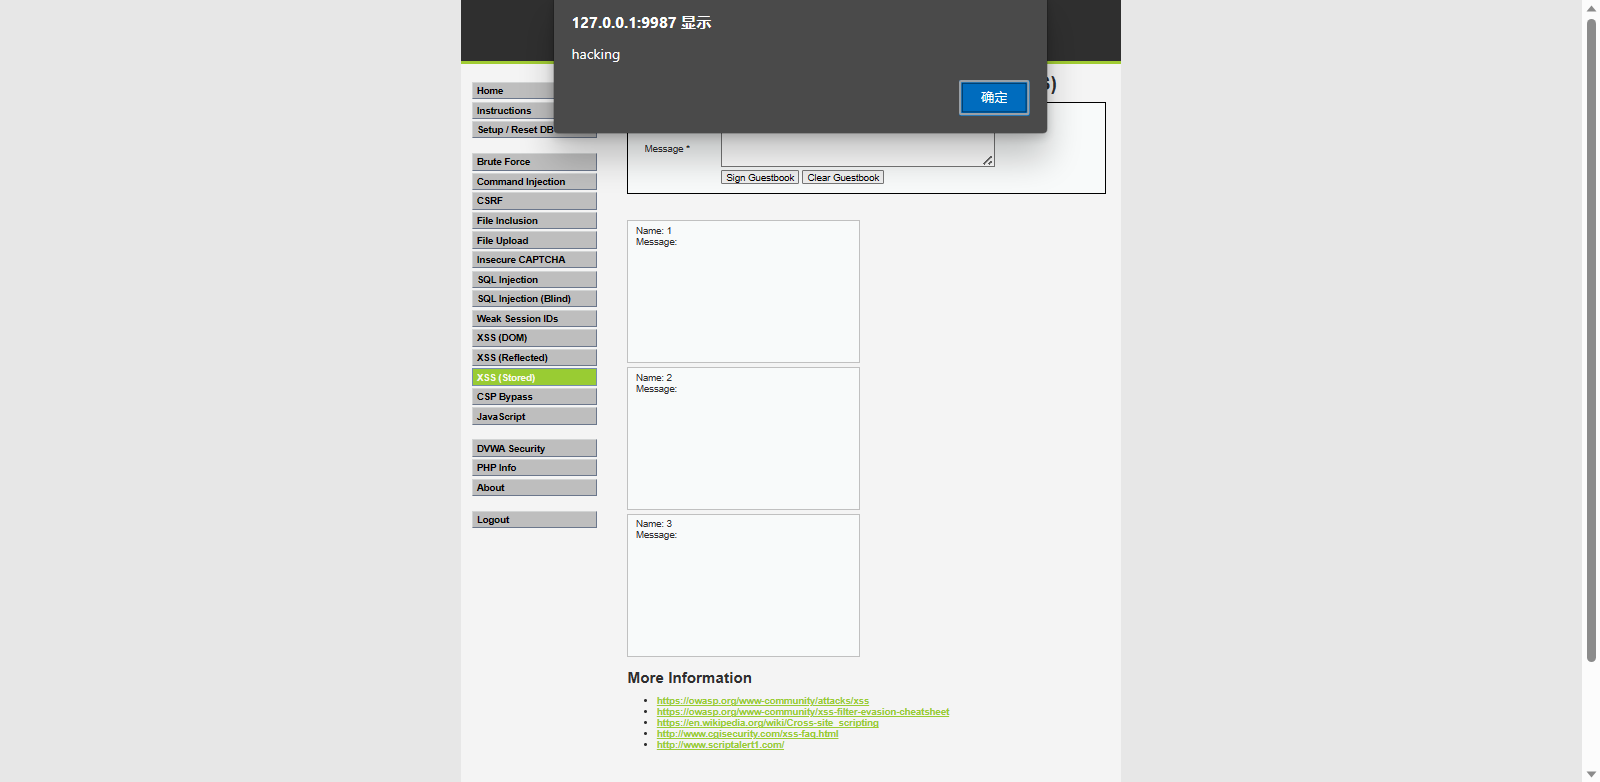 127.0.0.1:9987 显示
hacking
确定
Home
Instructions
Setup / Reset DB
Brute Force
Command Injection
CSRF
File Inclusion
File Upload
Insecure CAPTCHA
SQL Injection
SQL Injection (Blind)
Weak Session IDs
XSS (DOM)
XSS (Reflected)
XSS (Stored)
CSP Bypass
JavaScript
DVWA Security
PHP Info
About
Logout
Message *
Sign Guestbook Clear Guestbook
Name: 1
Message:
Name: 2
Message:
Name: 3
Message:
More Information
https://owasp.org/www-community/attacks/xss
https://owasp.org/www-community/xss-filter-evasion-cheatsheet
https://en.wikipedia.org/wiki/Cross-site_scripting
http://www.cgisecurity.com/xss-faq.html
http://www.scriptalert1.com/